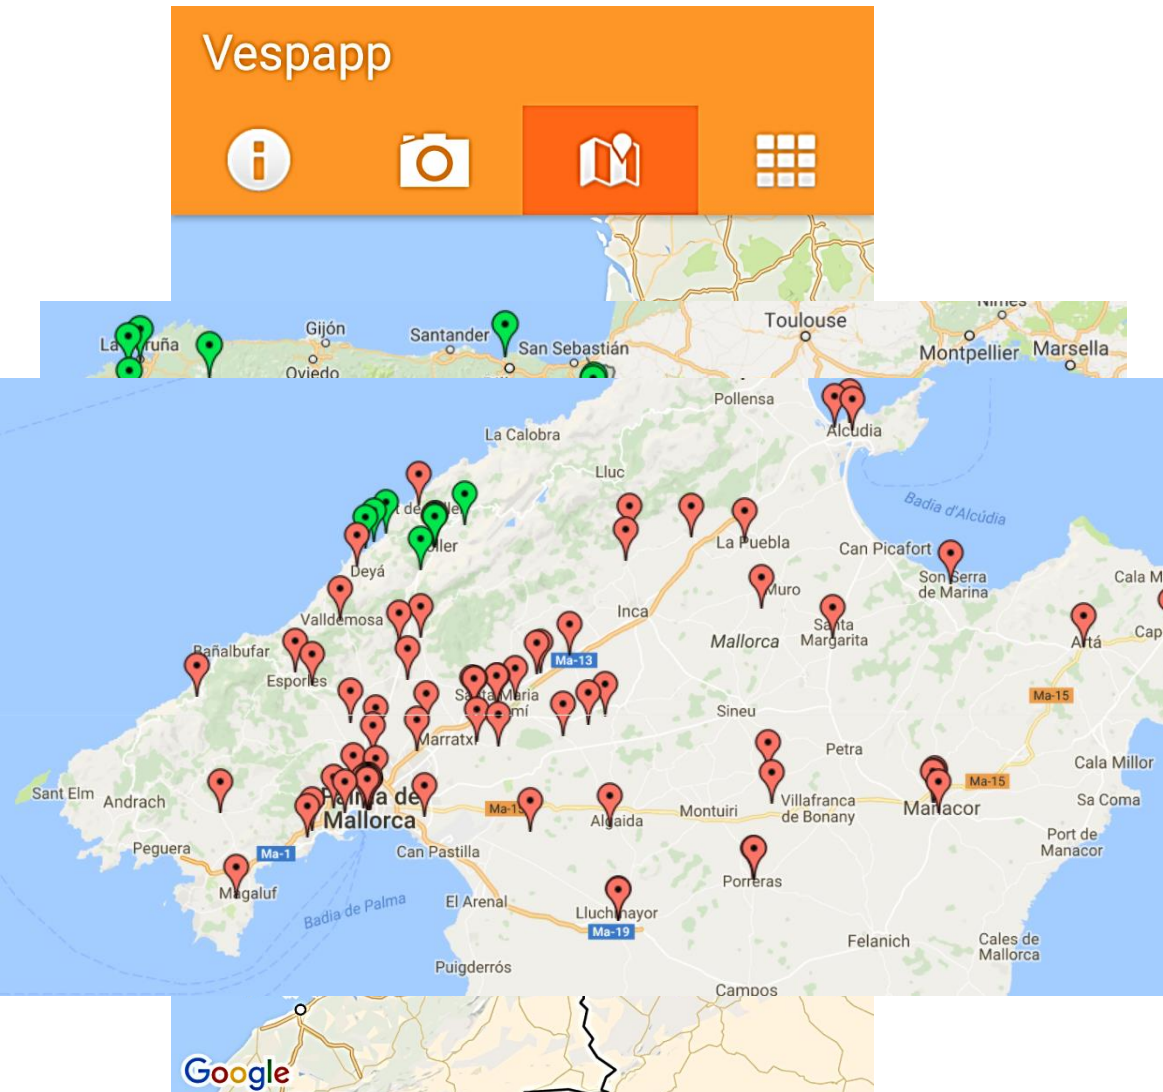 Vespapp
Nîmes
Toulouse
Gijón
Santander
San Sebastián
Montpellier
Marsella
Oviedo
Pollensa
Alcudia
La Calobra
Lluc
Badia d'Alcúdia
La Puebla
Can Picafort
Son Serra
de Marina
Cala M
Deyá
Muro
Inca
Valldemosa
Santa
Margarita
Mallorca
Artá
Cap
Bañalbufar
Ma-13
Esporles
Santa Maria
Ma-15
Sineu
Marratxí
Petra
Cala Millor
Ma-15
Sant Elm
Andrach
Palma de
Mallorca
Algaida
Montuiri
Villafranca
de Bonany
Manacor
Sa Coma
Port de
Manacor
Peguera
Ma-1
Can Pastilla
Porreras
Magaluf
Badia de Palma
El Arenal
Lluchmayor
Ma-19
Felanich
Cales de
Mallorca
Puigderrós
Campos
Google